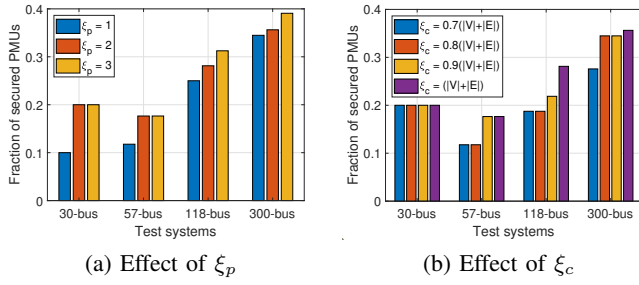 0.4
0.3
0.2
0.1
0
Fraction of secured PMUs
ξp = 1
ξp = 2
ξp = 3
30-bus 57-bus 118-bus 300-bus
Test systems
(a) Effect of ξp
0.4
0.3
0.2
0.1
0
Fraction of secured PMUs
ξc = 0.7(|V|+|E|)
ξc = 0.8(|V|+|E|)
ξc = 0.9(|V|+|E|)
ξc = (|V|+|E|)
30-bus 57-bus 118-bus 300-bus
Test systems
(b) Effect of ξc